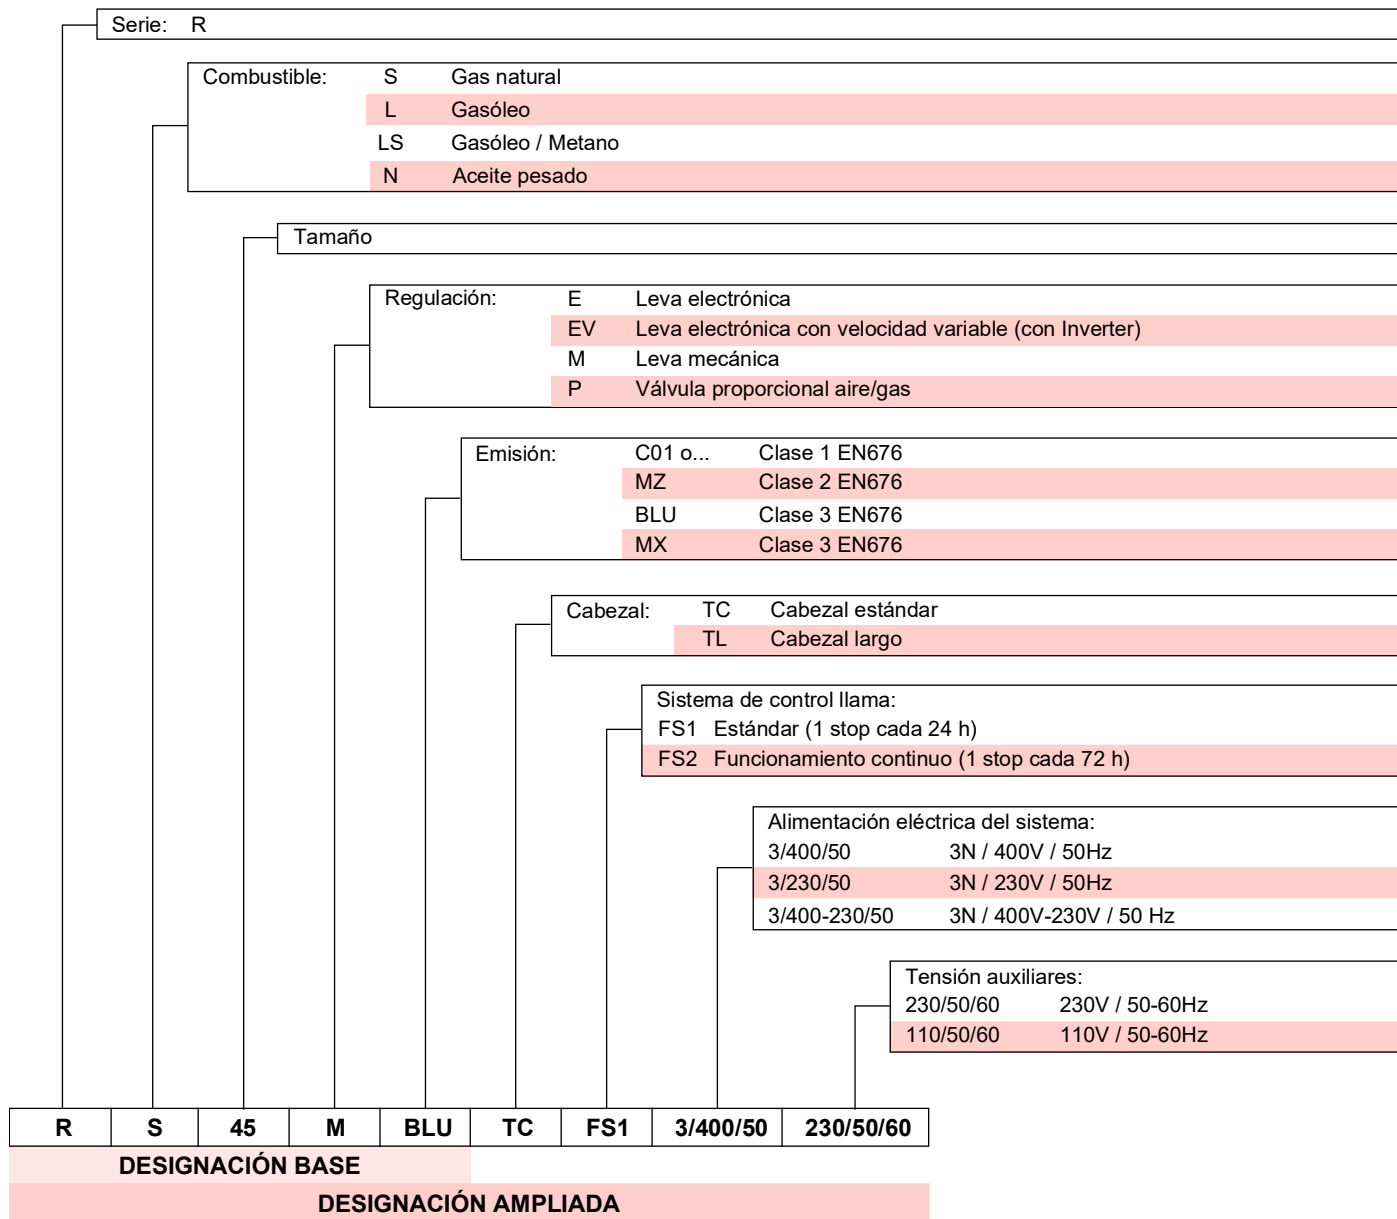 Serie: R
Combustible: S Gas natural
L Gasóleo
LS Gasóleo / Metano
N Aceite pesado
Tamaño
Regulación: E Leva electrónica
EV Leva electrónica con velocidad variable (con Inverter)
M Leva mecánica
P Válvula proporcional aire/gas
Emisión: C01 o... Clase 1 EN676
MZ Clase 2 EN676
BLU Clase 3 EN676
MX Clase 3 EN676
Cabezal: TC Cabezal estándar
TL Cabezal largo
Sistema de control llama:
FS1 Estándar (1 stop cada 24 h)
FS2 Funcionamiento continuo (1 stop cada 72 h)
Alimentación eléctrica del sistema:
3/400/50 3N / 400V / 50Hz
3/230/50 3N / 230V / 50Hz
3/400-230/50 3N / 400V-230V / 50 Hz
Tensión auxiliares:
230/50/60 230V / 50-60Hz
110/50/60 110V / 50-60Hz
R S 45 M BLU TC FS1 3/400/50 230/50/60
DESIGNACIÓN BASE
DESIGNACIÓN AMPLIADA